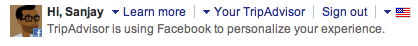 Hi, Sanjay Learn more Your TripAdvisor Sign out
TripAdvisor is using Facebook to personalize your experience.